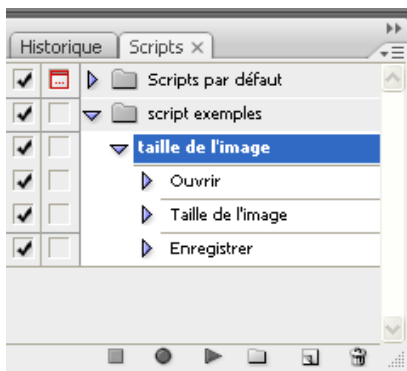 Historique Scripts ×
Scripts par défaut
script exemples
taille de l'image
Ouvrir
Taille de l'image
Enregistrer